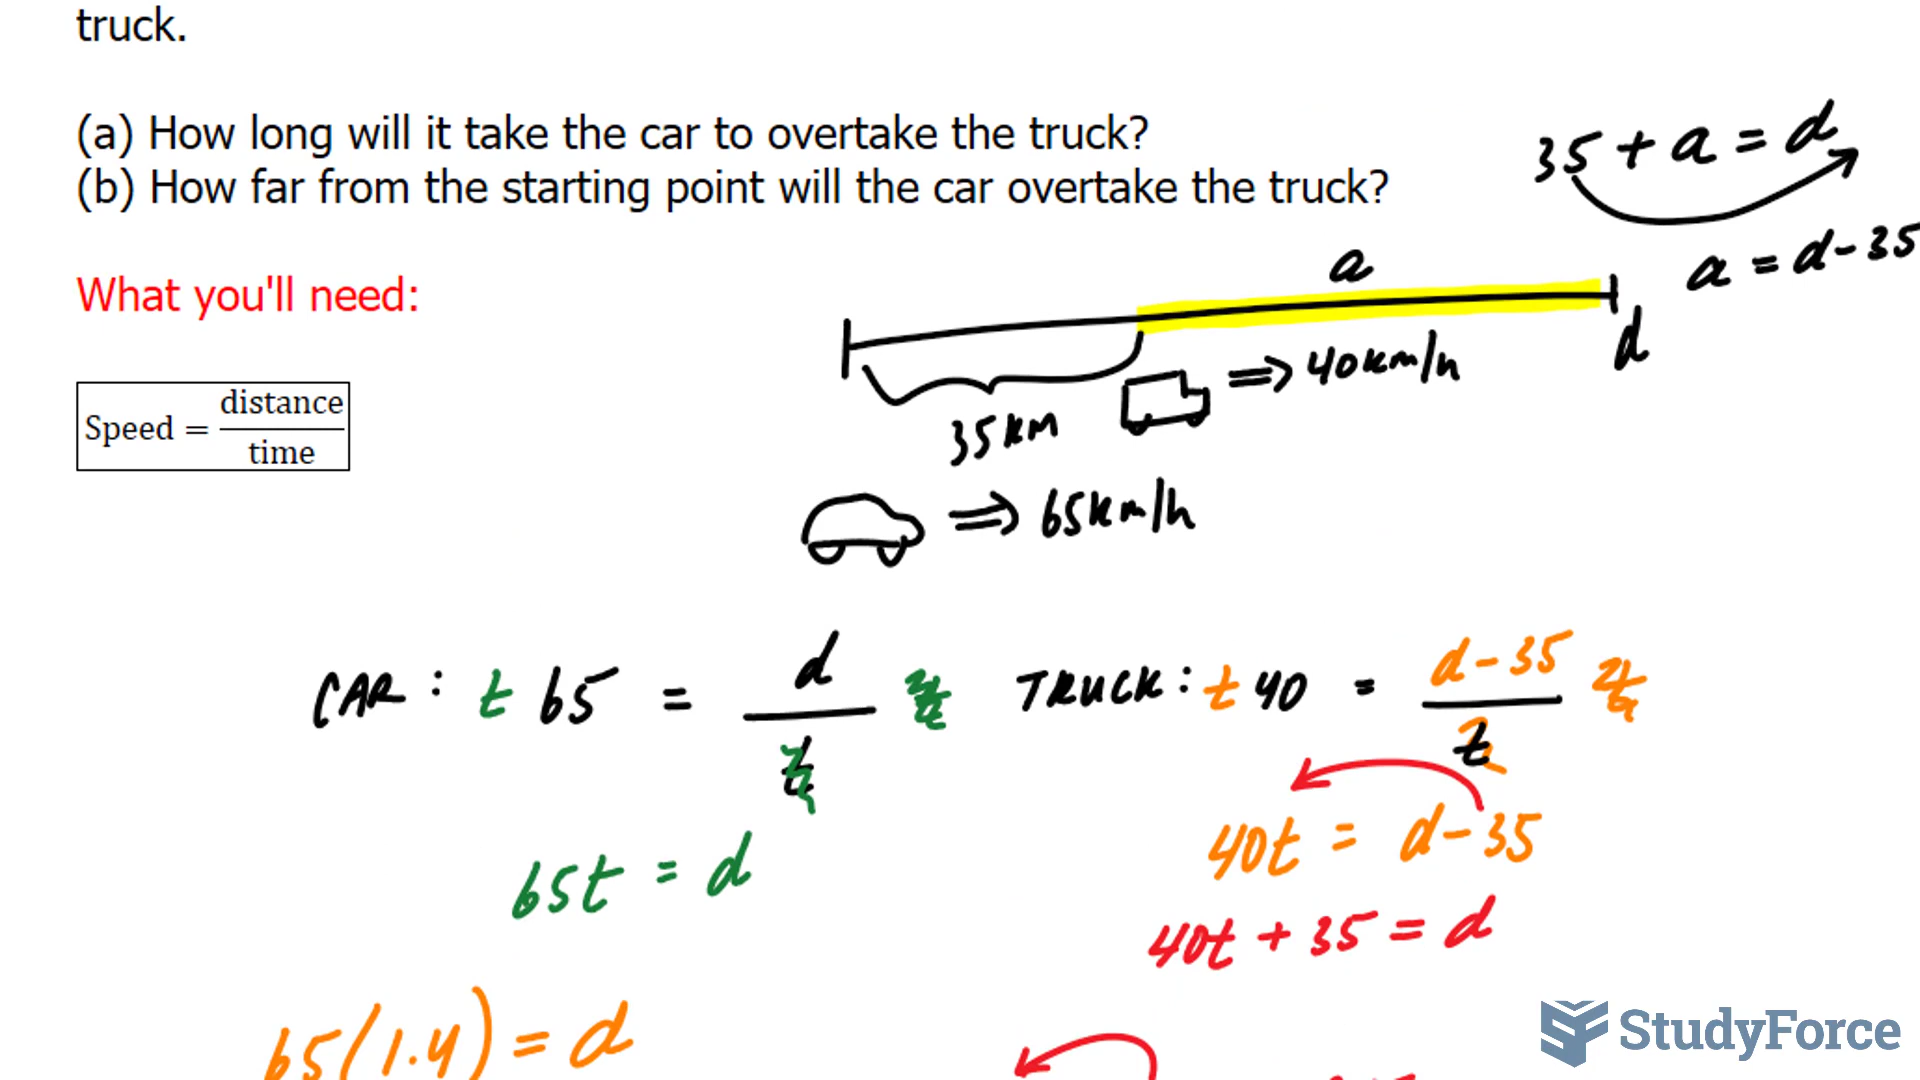 truck.
(a) How long will it take the car to overtake the truck?
(b) How far from the starting point will the car overtake the truck?
35 + a = d
a = d - 35
What you'll need:
a
d
⇒ 40km/h
35km
Speed = distance/time
⇒ 65km/h
CAR: t 65 = d/t t
TRUCK: t 40 = d - 35/t t
65t = d
40t = d - 35
40t + 35 = d
65(1.4) = d
StudyForce